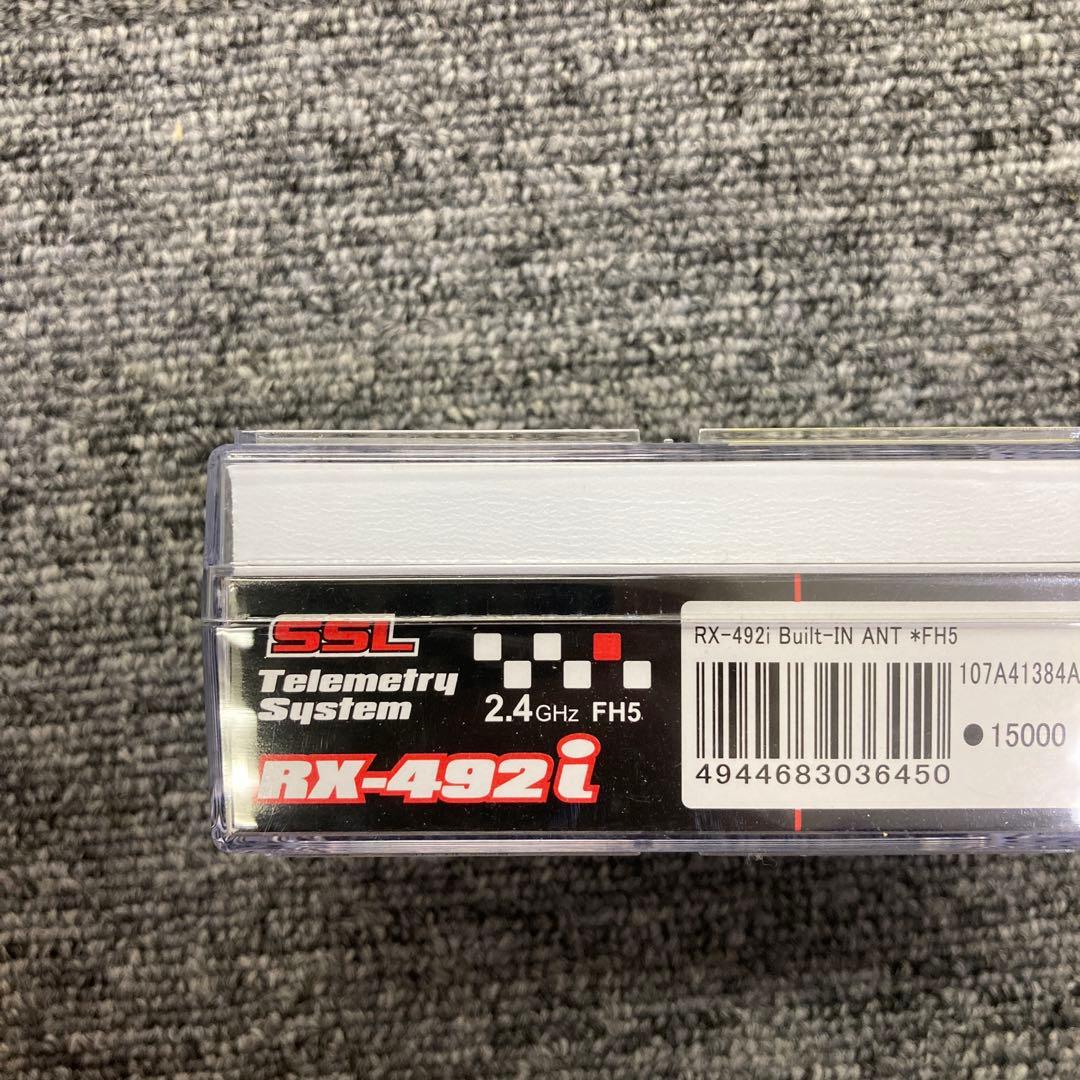 SSL
Telemetry
System
2.4GHz FH5
RX-492i
RX-492i Built-IN ANT *FH5
107A41384A
●15000
4944683036450